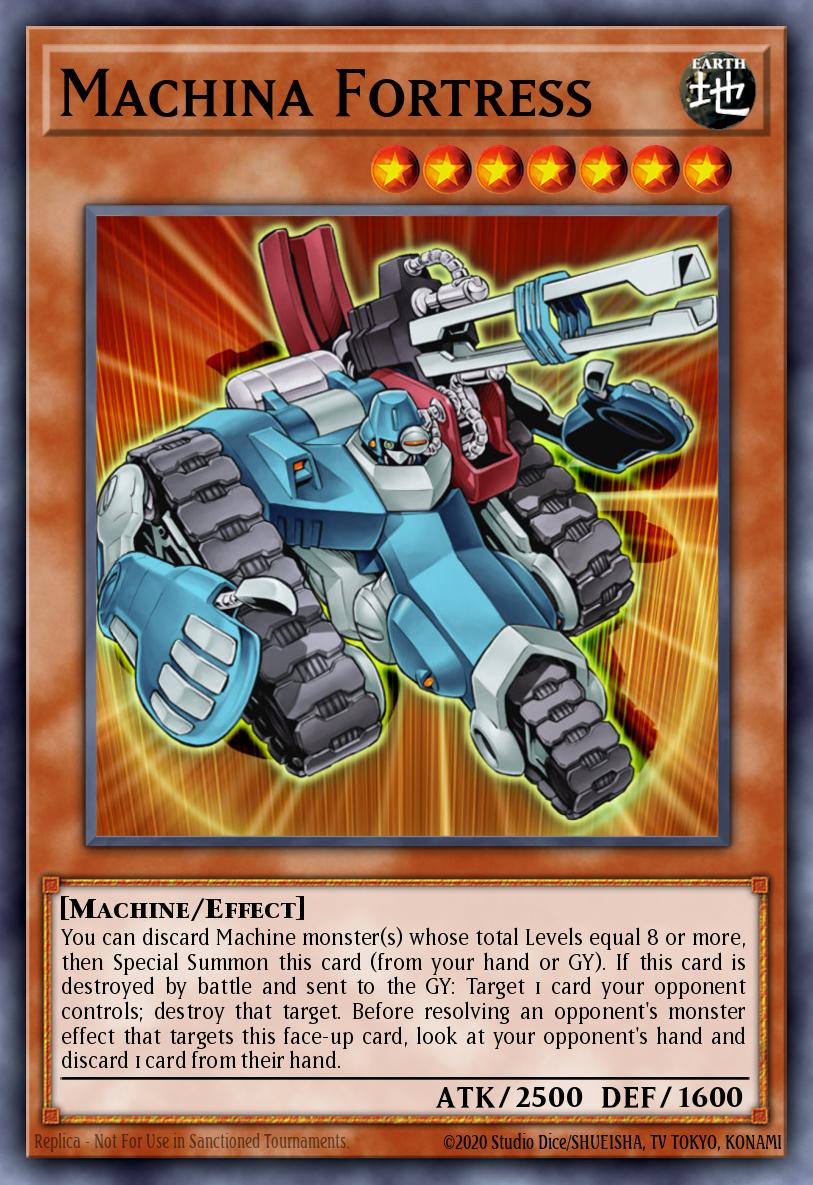 Machina Fortress
EARTH
地
[Machine/Effect]
You can discard Machine monster(s) whose total Levels equal 8 or more,
then Special Summon this card (from your hand or GY). If this card is
destroyed by battle and sent to the GY: Target 1 card your opponent
controls; destroy that target. Before resolving an opponent's monster
effect that targets this face-up card, look at your opponent's hand and
discard 1 card from their hand.
ATK/2500 DEF/1600
Replica - Not For Use in Sanctioned Tournaments.
©2020 Studio Dice/SHUEISHA, TV TOKYO, KONAMI